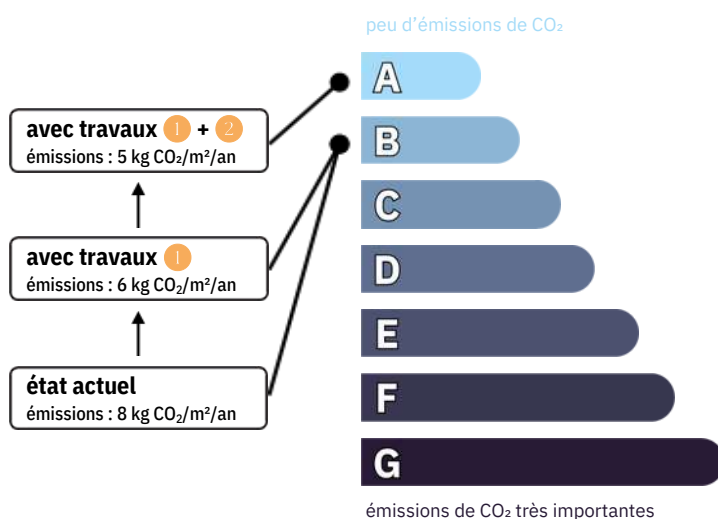 peu d’émissions de CO₂
A
avec travaux 1 + 2
émissions : 5 kg CO₂/m²/an
B
C
avec travaux 1
émissions : 6 kg CO₂/m²/an
D
E
état actuel
émissions : 8 kg CO₂/m²/an
F
G
émissions de CO₂ très importantes